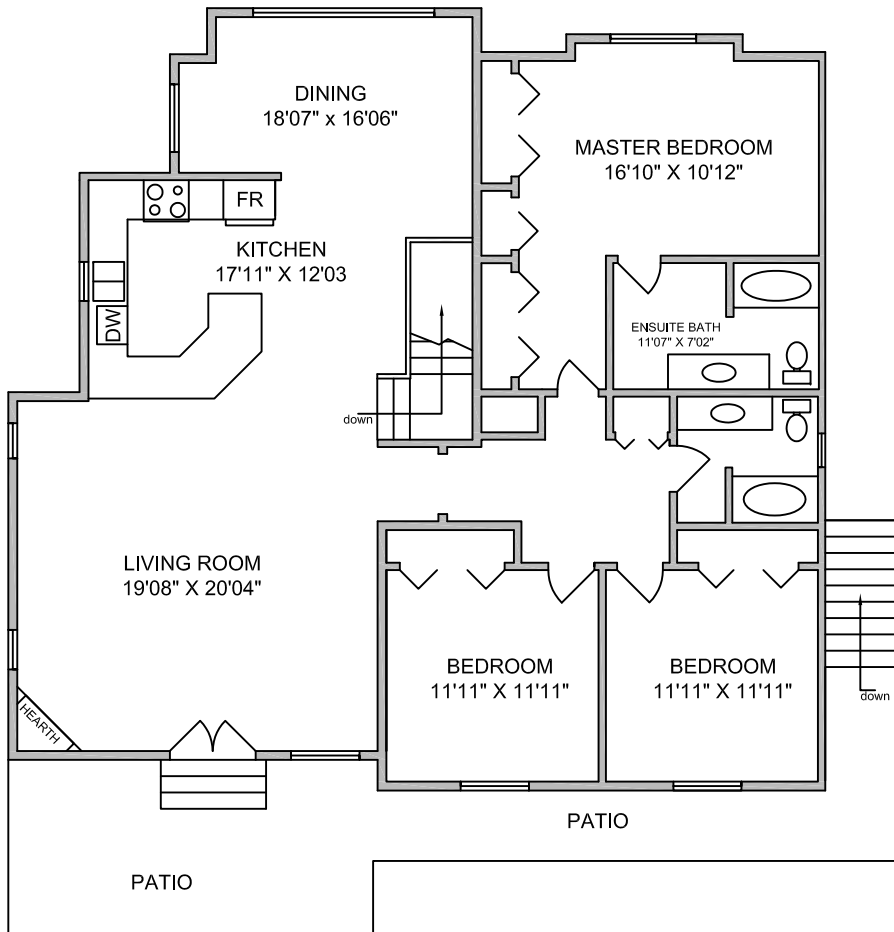 DINING
18'07" x 16'06"
MASTER BEDROOM
16'10" X 10'12"
FR
KITCHEN
17'11" X 12'03
DW
ENSUITE BATH
11'07" X 7'02"
down
LIVING ROOM
19'08" X 20'04"
BEDROOM
11'11" X 11'11"
BEDROOM
11'11" X 11'11"
down
HEARTH
PATIO
PATIO